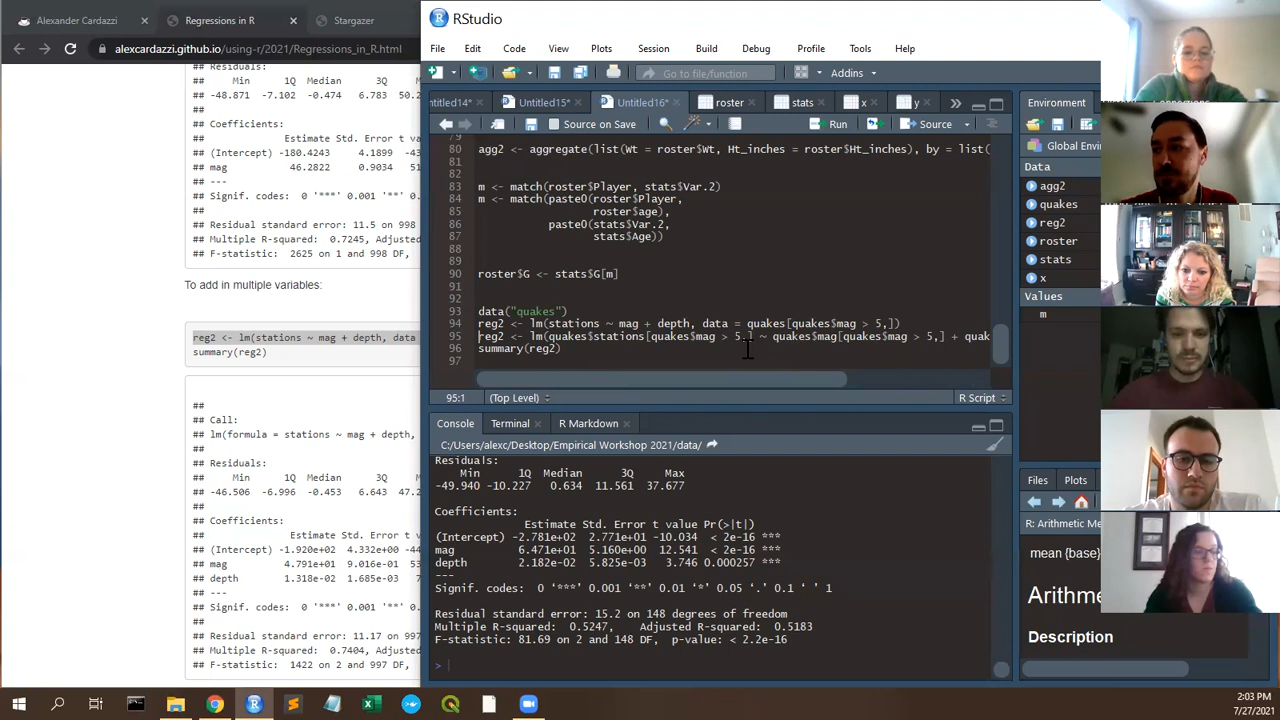 Alexander Cardazzi
Regressions in R
Stargazer
alexcardazzi.github.io/using-r/2021/Regressions_in_R.html
## Residuals:
## Min 1Q Median 3Q
## -48.871 -7.102 -0.474 6.783 50.2
##
## Coefficients:
## Estimate Std. Error t val
## (Intercept) -180.4243 4.1899 -43
## mag 46.2822 0.9034 51
## ---
## Signif. codes: 0 '***' 0.001 '**' 0.01
##
## Residual standard error: 11.5 on 998
## Multiple R-squared: 0.7245, Adjusted
## F-statistic: 2625 on 1 and 998 DF,
To add in multiple variables:
reg2 <- lm(stations ~ mag + depth, data
summary(reg2)
##
## Call:
## lm(formula = stations ~ mag + depth,
##
## Residuals:
## Min 1Q Median 3Q
## -46.506 -6.996 -0.453 6.643 47.2
##
## Coefficients:
## Estimate Std. Error t v
## (Intercept) -1.920e+02 4.332e+00 -44
## mag 4.791e+01 9.016e-01 53
## depth 1.318e-02 1.685e-03 7
## ---
## Signif. codes: 0 '***' 0.001 '**'
##
## Residual standard error: 11.17 on 997
## Multiple R-squared: 0.7404, Adjusted
## F-statistic: 1422 on 2 and 997 DF,
RStudio
File Edit Code View Plots Session Build Debug Profile Tools Help
Go to file/function Addins
ntitled14* Untitled15* Untitled16* roster stats x y
Source on Save Run Source
79
80 agg2 <- aggregate(list(Wt = roster$Wt, Ht_inches = roster$Ht_inches), by = list(
81
82
83 m <- match(roster$Player, stats$Var.2)
84 m <- match(paste0(roster$Player,
85 roster$age),
86 paste0(stats$Var.2,
87 stats$Age))
88
89
90 roster$G <- stats$G[m]
91
92
93 data("quakes")
94 reg2 <- lm(stations ~ mag + depth, data = quakes[quakes$mag > 5,])
95 reg2 <- lm(quakes$stations[quakes$mag > 5,] ~ quakes$mag[quakes$mag > 5,] + quak
96 summary(reg2)
97
95:1 (Top Level) R Script
Console Terminal R Markdown
C:/Users/alexc/Desktop/Empirical Workshop 2021/data/
Residuals:
Min 1Q Median 3Q Max
-49.940 -10.227 0.634 11.561 37.677
Coefficients:
Estimate Std. Error t value Pr(>|t|)
(Intercept) -2.781e+02 2.771e+01 -10.034 < 2e-16 ***
mag 6.471e+01 5.160e+00 12.541 < 2e-16 ***
depth 2.182e-02 5.825e-03 3.746 0.000257 ***
---
Signif. codes: 0 '***' 0.001 '**' 0.01 '*' 0.05 '.' 0.1 ' ' 1
Residual standard error: 15.2 on 148 degrees of freedom
Multiple R-squared: 0.5247, Adjusted R-squared: 0.5183
F-statistic: 81.69 on 2 and 148 DF, p-value: < 2.2e-16
>
Environment
Global Envi
Data
agg2
quakes
reg2
roster
stats
x
Values
m
Files Plots
R: Arithmetic Me
mean {base}
Arithme
Description
2:03 PM
7/27/2021